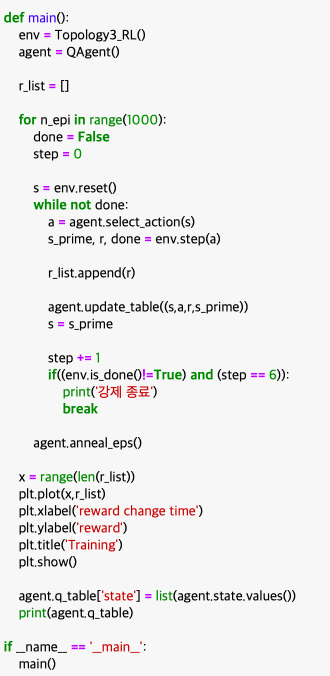 def main():
    env = Topology3_RL()
    agent = QAgent()

    r_list = []

    for n_epi in range(1000):
        done = False
        step = 0

        s = env.reset()
        while not done:
            a = agent.select_action(s)
            s_prime, r, done = env.step(a)

            r_list.append(r)

            agent.update_table((s,a,r,s_prime))
            s = s_prime

            step += 1
            if((env.is_done()!=True) and (step == 6)):
                print('강제 종료')
                break

        agent.anneal_eps()

    x = range(len(r_list))
    plt.plot(x,r_list)
    plt.xlabel('reward change time')
    plt.ylabel('reward')
    plt.title('Training')
    plt.show()

    agent.q_table['state'] = list(agent.state.values())
    print(agent.q_table)

if __name__ == '__main__':
    main()